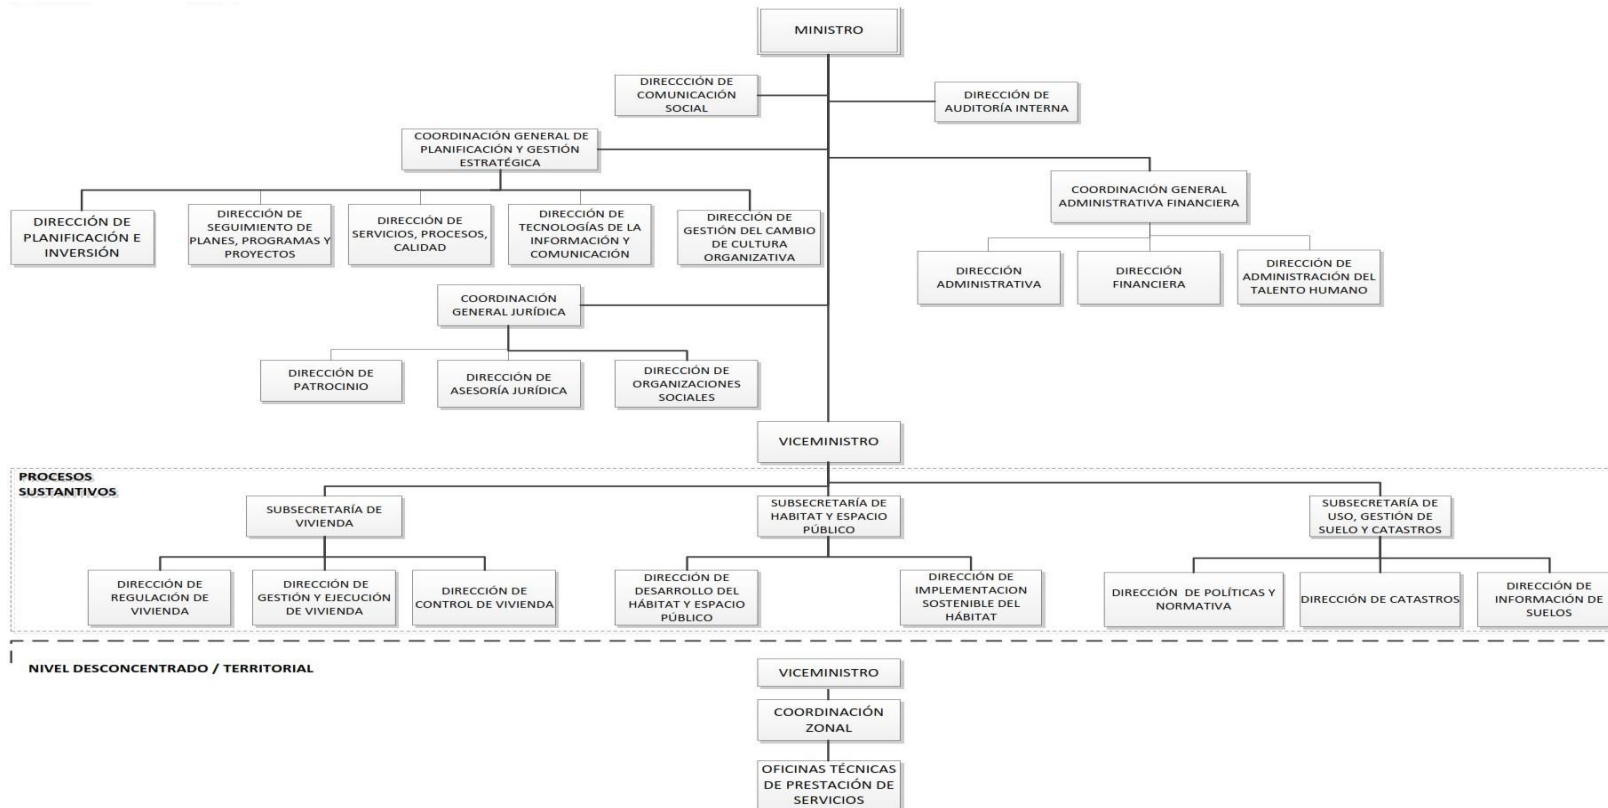 MINISTRO
DIRECCCIÓN DE
COMUNICACIÓN
SOCIAL
DIRECCIÓN DE
AUDITORÍA INTERNA
COORDINACIÓN GENERAL DE
PLANIFICACIÓN Y GESTIÓN
ESTRATÉGICA
COORDINACIÓN GENERAL
ADMINISTRATIVA FINANCIERA
DIRECCIÓN DE
PLANIFICACIÓN E
INVERSIÓN
DIRECCIÓN DE
SEGUIMIENTO DE
PLANES, PROGRAMAS Y
PROYECTOS
DIRECCIÓN DE
SERVICIOS, PROCESOS,
CALIDAD
DIRECCIÓN DE
TECNOLOGÍAS DE LA
INFORMACIÓN Y
COMUNICACIÓN
DIRECCIÓN DE
GESTIÓN DEL CAMBIO
DE CULTURA
ORGANIZATIVA
DIRECCIÓN
ADMINISTRATIVA
DIRECCIÓN
FINANCIERA
DIRECCIÓN DE
ADMINISTRACIÓN DEL
TALENTO HUMANO
COORDINACIÓN
GENERAL JURÍDICA
DIRECCIÓN DE
PATROCINIO
DIRECCIÓN DE
ASESORÍA JURÍDICA
DIRECCIÓN DE
ORGANIZACIONES
SOCIALES
VICEMINISTRO
PROCESOS
SUSTANTIVOS
SUBSECRETARÍA DE
VIVIENDA
SUBSECRETARÍA DE
HABITAT Y ESPACIO
PÚBLICO
SUBSECRETARÍA DE
USO, GESTIÓN DE
SUELO Y CATASTROS
DIRECCIÓN DE
REGULACIÓN DE
VIVIENDA
DIRECCIÓN DE
GESTIÓN Y EJECUCIÓN
DE VIVIENDA
DIRECCIÓN DE
CONTROL DE VIVIENDA
DIRECCIÓN DE
DESARROLLO DEL
HÁBITAT Y ESPACIO
PÚBLICO
DIRECCIÓN DE
IMPLEMENTACION
SOSTENIBLE DEL
HÁBITAT
DIRECCIÓN DE POLÍTICAS Y
NORMATIVA
DIRECCIÓN DE CATASTROS
DIRECCIÓN DE
INFORMACIÓN DE
SUELOS
NIVEL DESCONCENTRADO / TERRITORIAL
VICEMINISTRO
COORDINACIÓN
ZONAL
OFICINAS TÉCNICAS
DE PRESTACIÓN DE
SERVICIOS